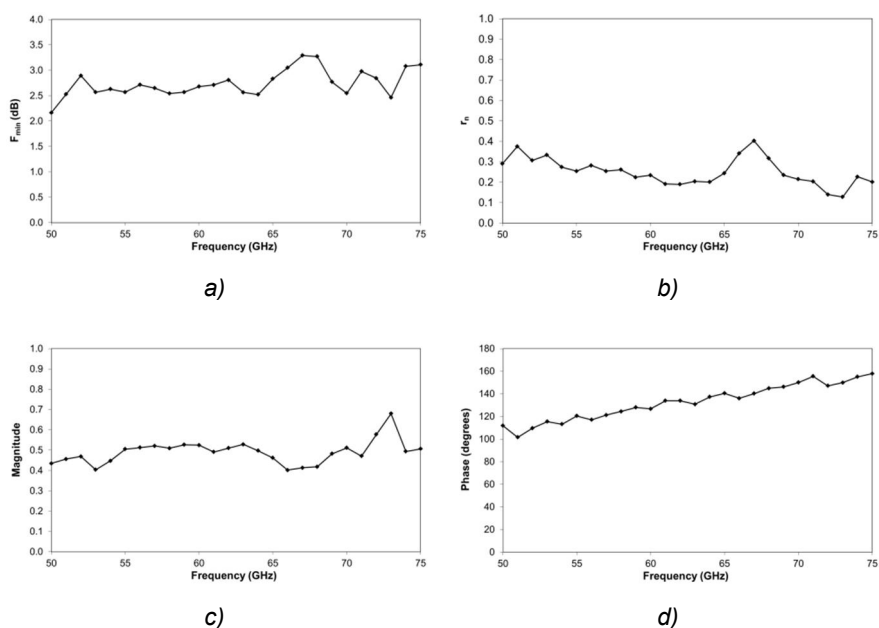 4.0
3.5
3.0
2.5
2.0
1.5
1.0
0.5
0.0
F_min (dB)
50 55 60 65 70 75
Frequency (GHz)
a)
1.0
0.9
0.8
0.7
0.6
0.5
0.4
0.3
0.2
0.1
0.0
r_n
50 55 60 65 70 75
Frequency (GHz)
b)
1.0
0.9
0.8
0.7
0.6
0.5
0.4
0.3
0.2
0.1
0.0
Magnitude
50 55 60 65 70 75
Frequency (GHz)
c)
180
160
140
120
100
80
60
40
20
0
Phase (degrees)
50 55 60 65 70 75
Frequency (GHz)
d)